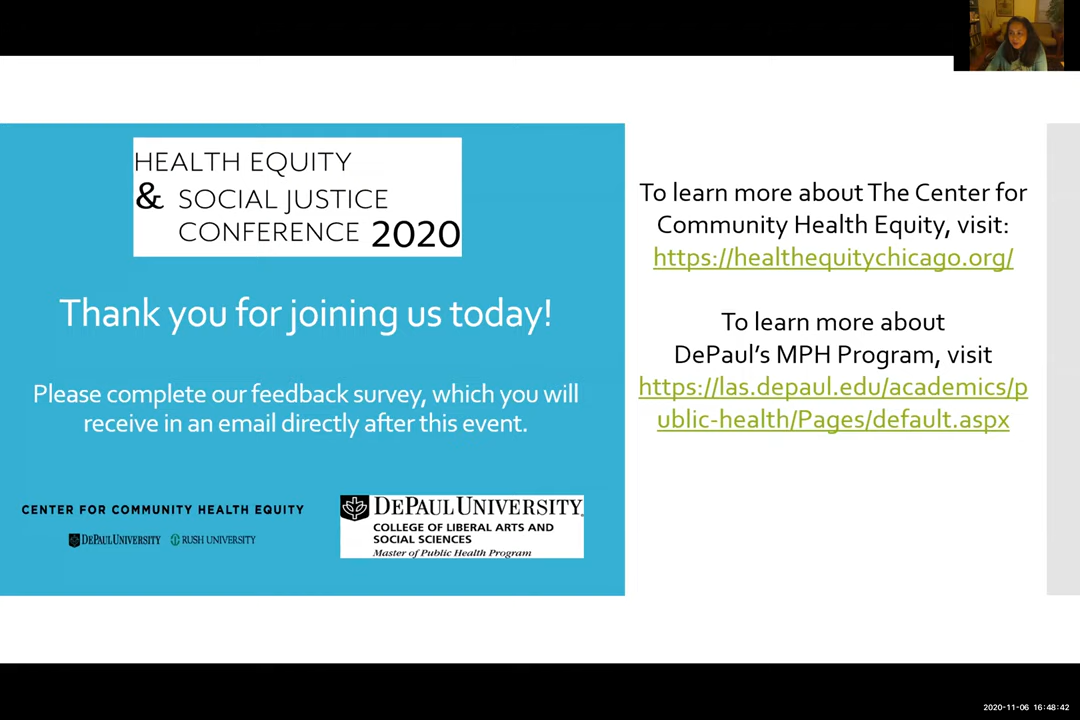 HEALTH EQUITY
& SOCIAL JUSTICE
CONFERENCE 2020
Thank you for joining us today!
Please complete our feedback survey, which you will
receive in an email directly after this event.
CENTER FOR COMMUNITY HEALTH EQUITY
DEPAUL UNIVERSITY RUSH UNIVERSITY
DEPAUL UNIVERSITY
COLLEGE OF LIBERAL ARTS AND
SOCIAL SCIENCES
Master of Public Health Program
To learn more about The Center for
Community Health Equity, visit:
https://healthequitychicago.org/
To learn more about
DePaul's MPH Program, visit
https://las.depaul.edu/academics/p
ublic-health/Pages/default.aspx
2020-11-06 16:48:42